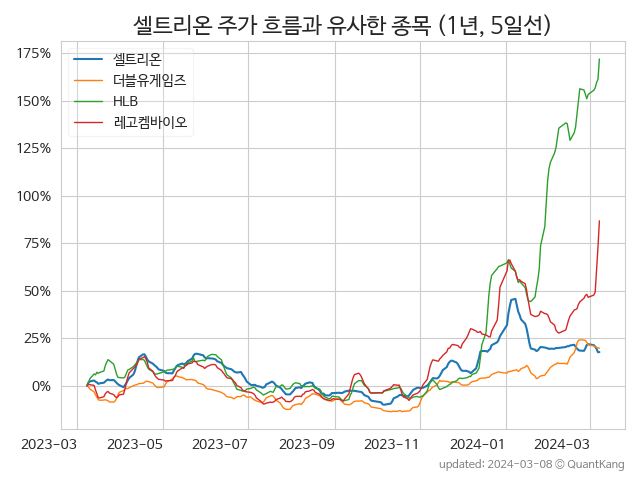 셀트리온 주가 흐름과 유사한 종목 (1년, 5일선)
175%
150%
125%
100%
75%
50%
25%
0%
셀트리온
더블유게임즈
HLB
레고켐바이오
2023-03
2023-05
2023-07
2023-09
2023-11
2024-01
2024-03
updated: 2024-03-08 © QuantKang